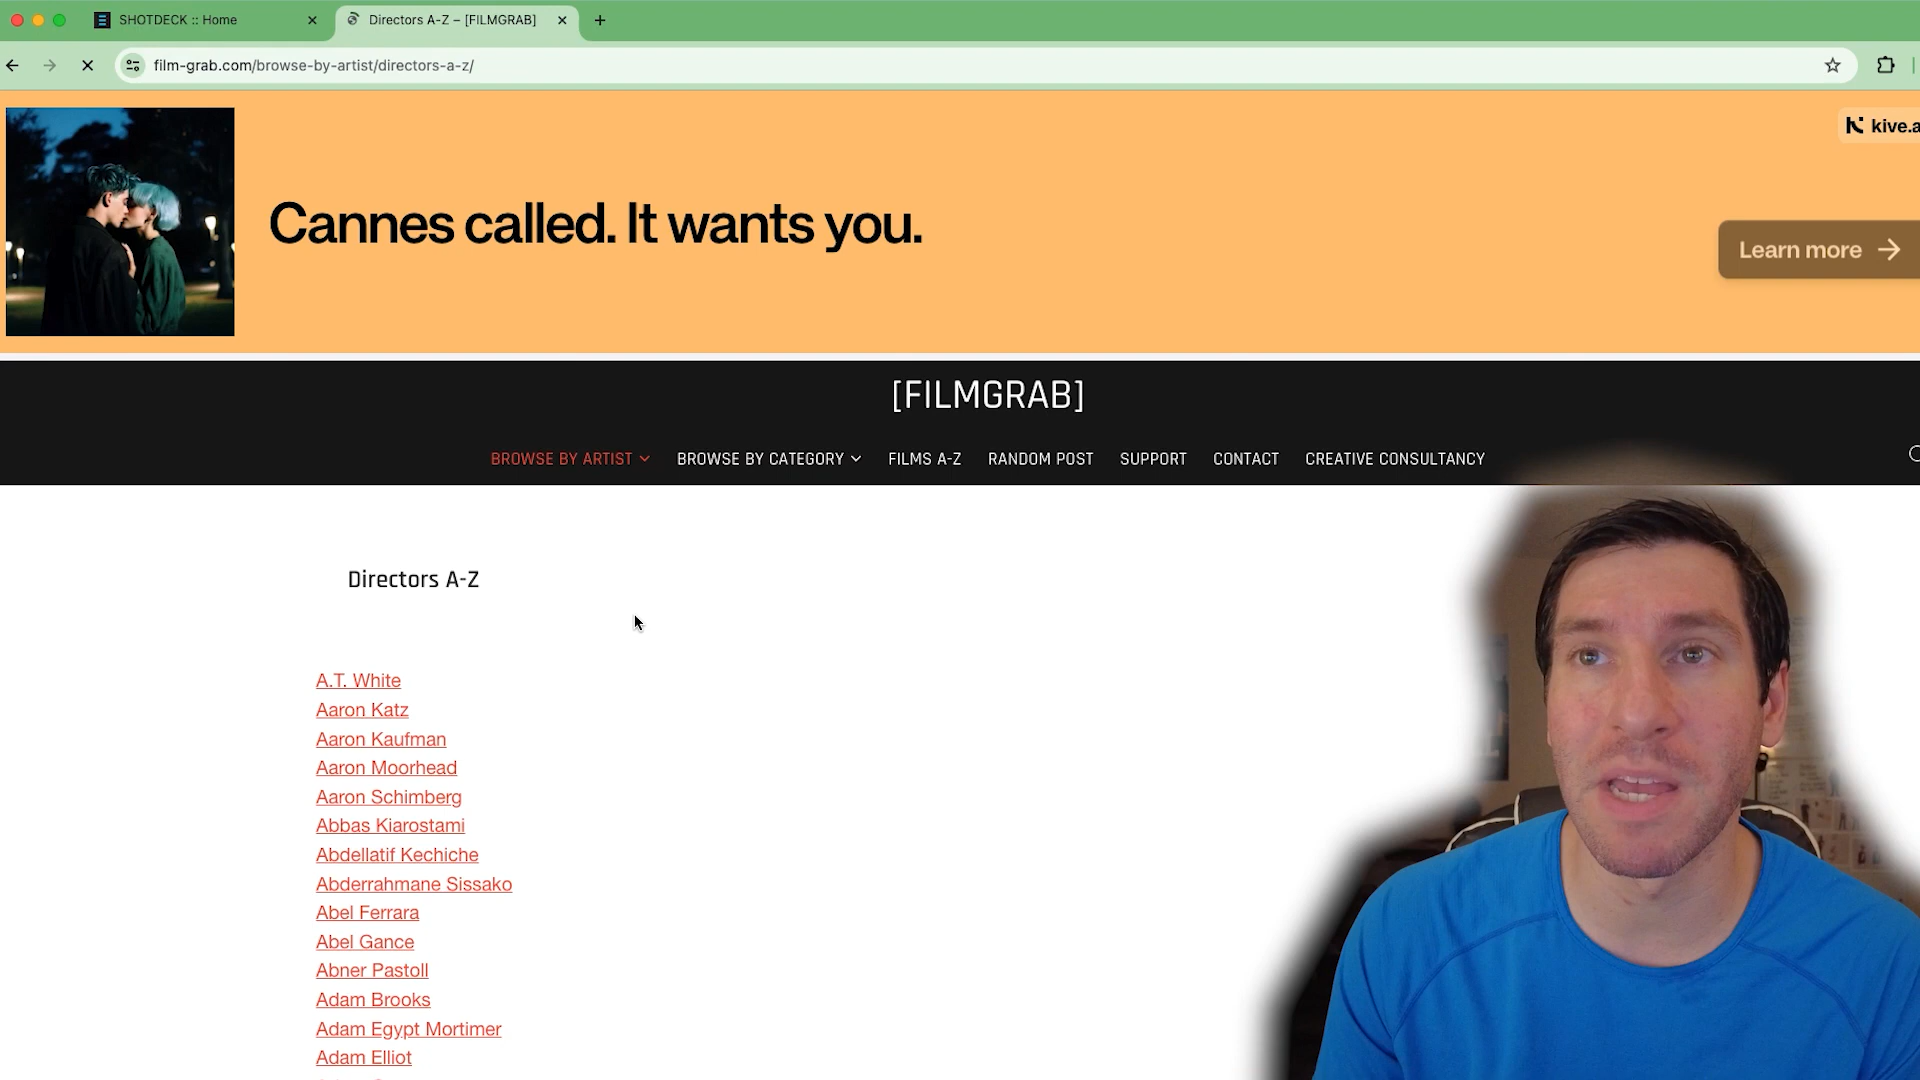 SHOTDECK :: Home
Directors A-Z – [FILMGRAB]
film-grab.com/browse-by-artist/directors-a-z/
kive.a
Cannes called. It wants you.
Learn more
[FILMGRAB]
BROWSE BY ARTIST
BROWSE BY CATEGORY
FILMS A-Z
RANDOM POST
SUPPORT
CONTACT
CREATIVE CONSULTANCY
Directors A-Z
A.T. White
Aaron Katz
Aaron Kaufman
Aaron Moorhead
Aaron Schimberg
Abbas Kiarostami
Abdellatif Kechiche
Abderrahmane Sissako
Abel Ferrara
Abel Gance
Abner Pastoll
Adam Brooks
Adam Egypt Mortimer
Adam Elliot